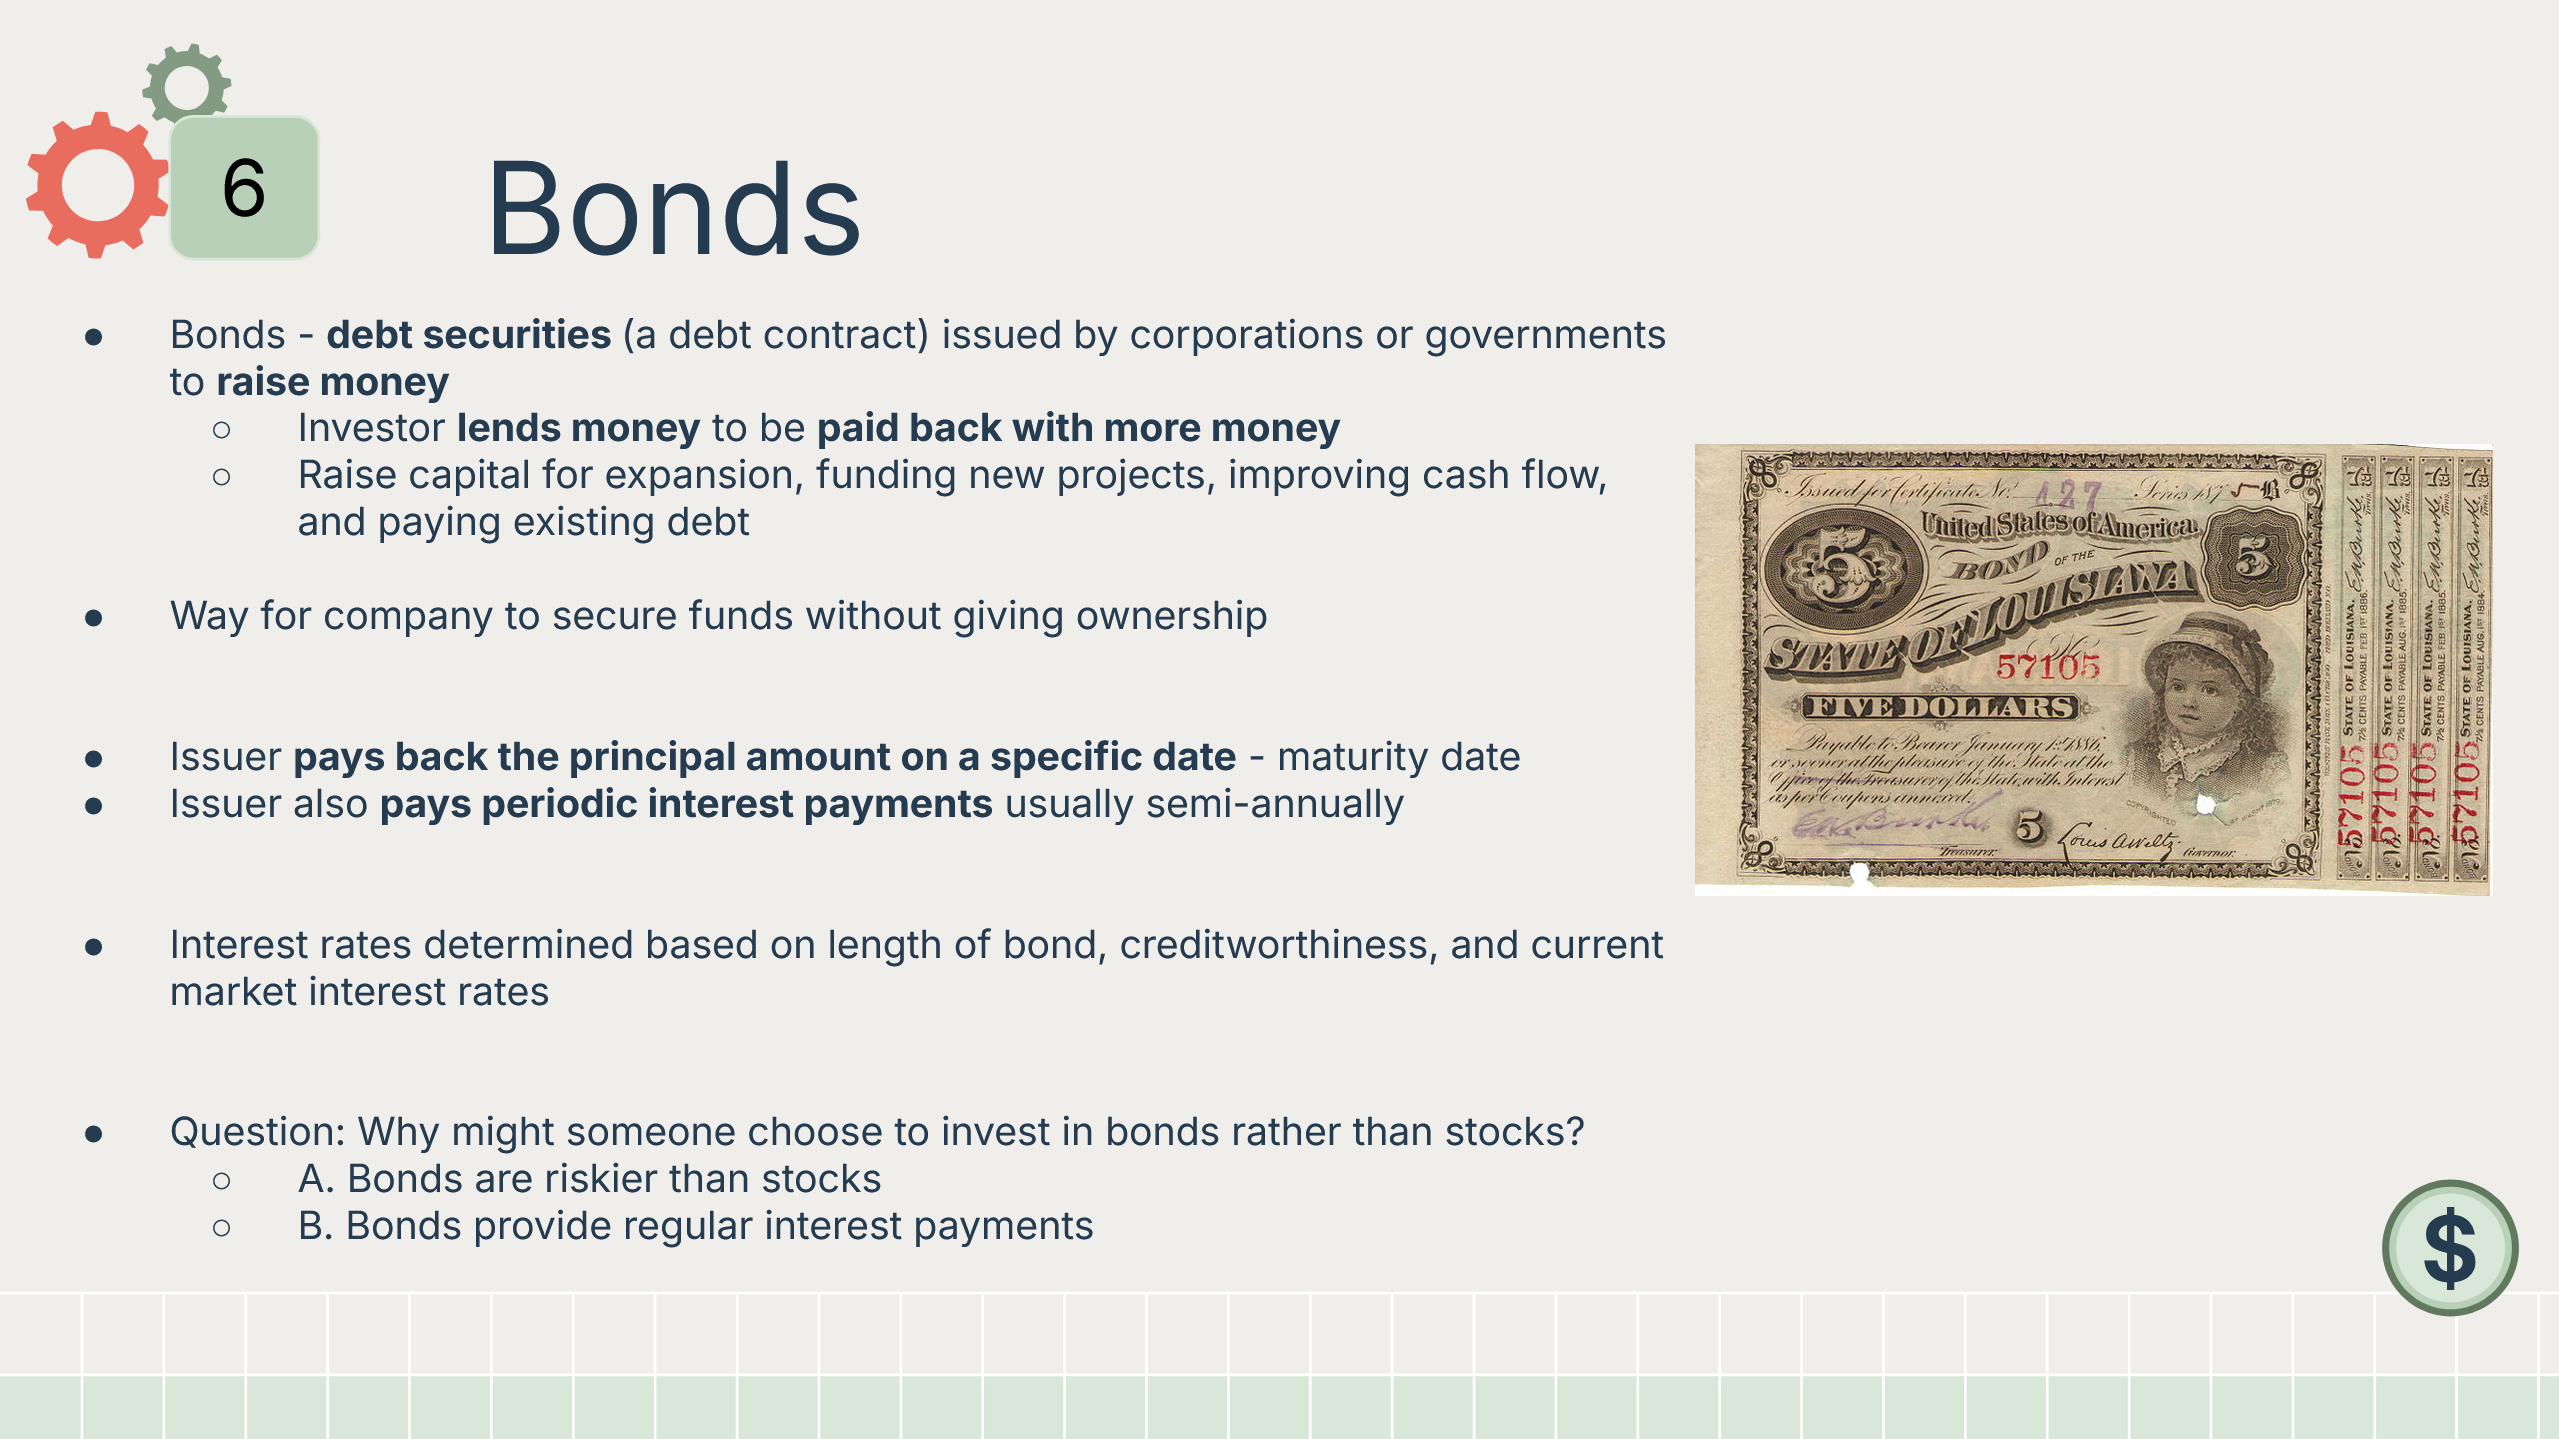 6
Bonds
● Bonds - debt securities (a debt contract) issued by corporations or governments
to raise money
○ Investor lends money to be paid back with more money
○ Raise capital for expansion, funding new projects, improving cash flow,
and paying existing debt
● Way for company to secure funds without giving ownership
● Issuer pays back the principal amount on a specific date - maturity date
● Issuer also pays periodic interest payments usually semi-annually
● Interest rates determined based on length of bond, creditworthiness, and current
market interest rates
● Question: Why might someone choose to invest in bonds rather than stocks?
○ A. Bonds are riskier than stocks
○ B. Bonds provide regular interest payments
Issued for Certificate No. 427 Series 1875 B
United States of America
5
BOND OF THE
5
STATE OF LOUISIANA
57105
FIVE DOLLARS
Payable to Bearer January 1st 1886,
or sooner at the pleasure of the State at the
Office of the Treasurer of the State, with Interest
as per Coupons annexed.
5
Treasurer. Governor.
COPYRIGHTED
STATE OF LOUISIANA.
7½ CENTS PAYABLE FEB. 1ST 1886.
57105
STATE OF LOUISIANA.
7½ CENTS PAYABLE AUG. 1ST 1885.
57105
STATE OF LOUISIANA.
7½ CENTS PAYABLE FEB. 1ST 1885.
57105
STATE OF LOUISIANA.
7½ CENTS PAYABLE AUG. 1ST 1884.
57105
$